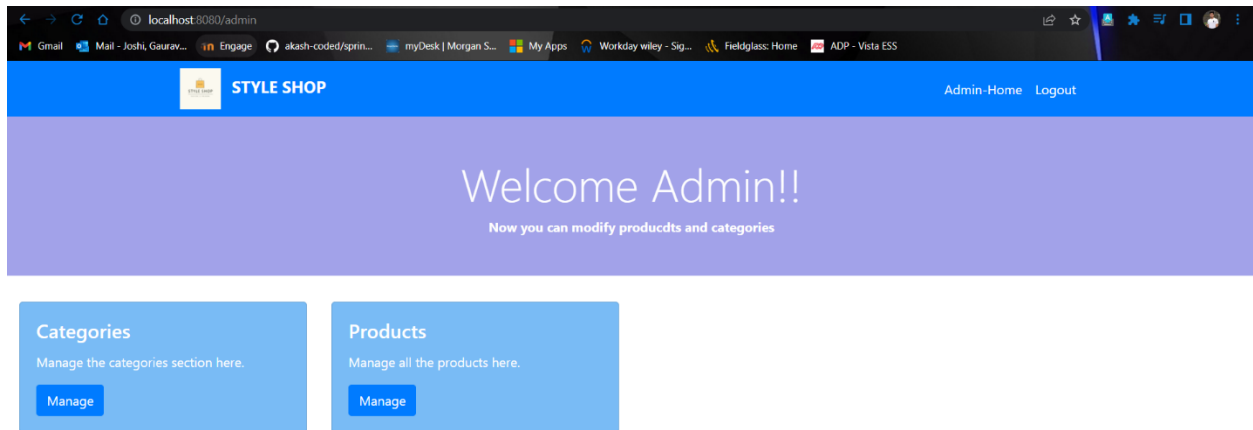 localhost:8080/admin
Gmail Mail - Joshi, Gaurav... Engage akash-coded/sprin... myDesk | Morgan S... My Apps Workday wiley - Sig... Fieldglass: Home ADP - Vista ESS
STYLE SHOP STYLE SHOP Admin-Home Logout
Welcome Admin!!
Now you can modify producdts and categories
Categories Products
Manage the categories section here. Manage all the products here.
Manage Manage